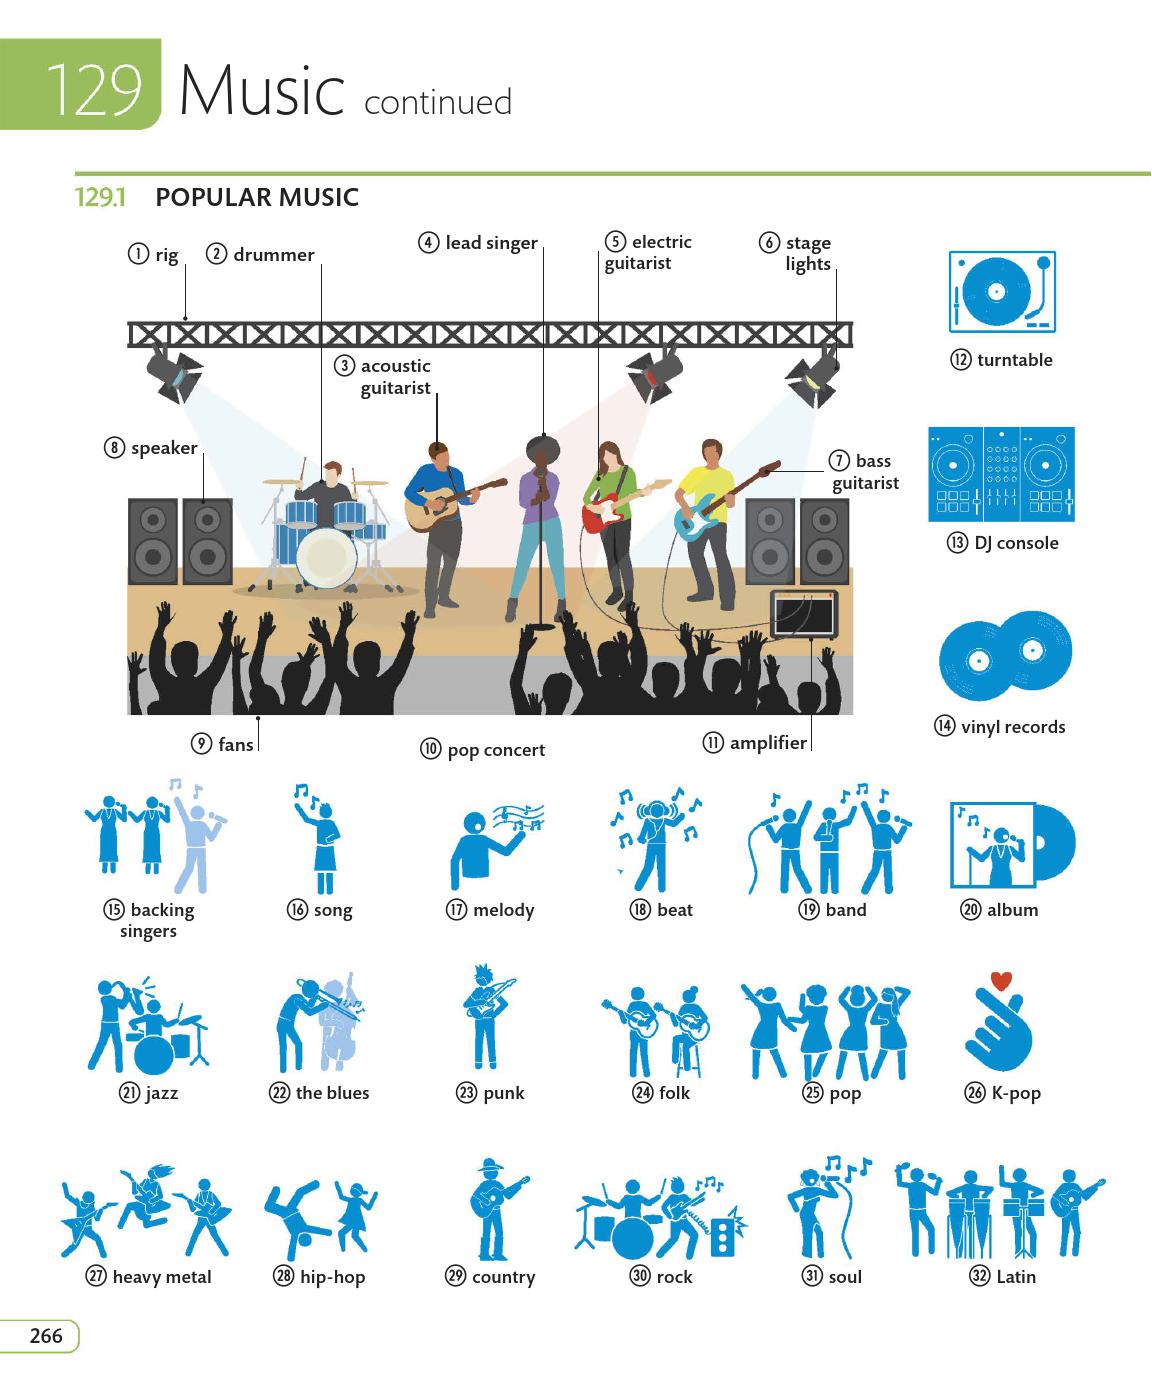 129 Music continued
129.1 POPULAR MUSIC
① rig
② drummer
③ acoustic
guitarist
④ lead singer
⑤ electric
guitarist
⑥ stage
lights
⑦ bass
guitarist
⑧ speaker
⑨ fans
⑩ pop concert
⑪ amplifier
⑫ turntable
⑬ DJ console
⑭ vinyl records
⑮ backing
singers
⑯ song
⑰ melody
⑱ beat
⑲ band
⑳ album
㉑ jazz
㉒ the blues
㉓ punk
㉔ folk
㉕ pop
㉖ K-pop
㉗ heavy metal
㉘ hip-hop
㉙ country
㉚ rock
㉛ soul
㉜ Latin
266